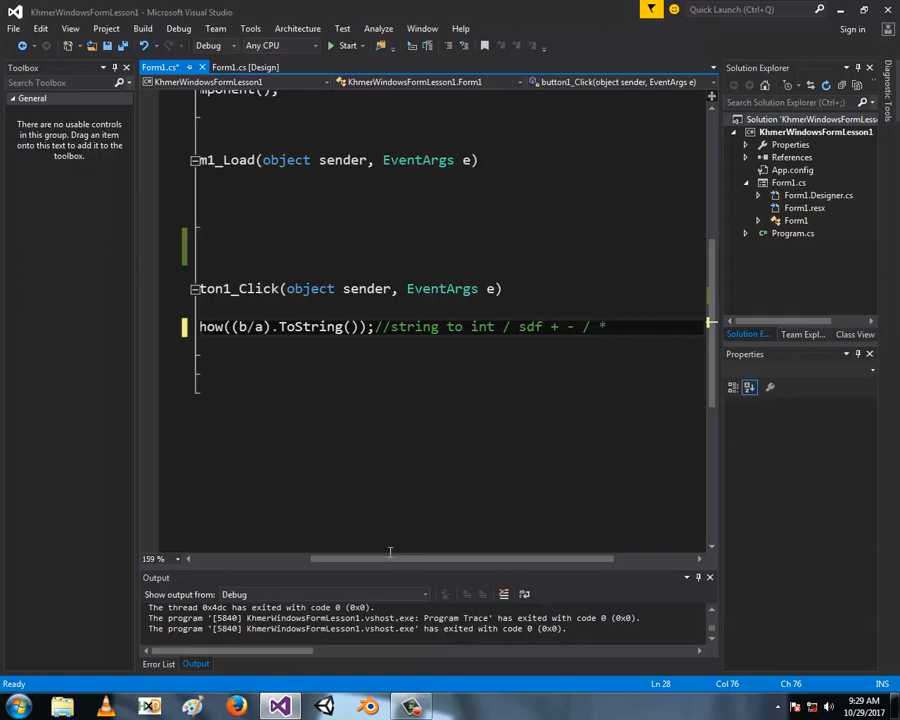 KhmerWindowsFormLesson1 - Microsoft Visual Studio
Quick Launch (Ctrl+Q)
File Edit View Project Build Debug Team Tools Test Analyze Window Help
Sign in
Debug Any CPU Start
Toolbox
Form1.cs* Form1.cs [Design]
Solution Explorer
Search Toolbox
KhmerWindowsFormLesson1 KhmerWindowsFormLesson1.Form1 button1_Click(object sender, EventArgs e)
General
There are no usable controls
in this group. Drag an item
onto this text to add it to the
toolbox.
mponent();
m1_Load(object sender, EventArgs e)
ton1_Click(object sender, EventArgs e)
how((b/a).ToString());//string to int / sdf + - / *
159 %
Search Solution Explorer (Ctrl+;)
Solution 'KhmerWindowsFormLesso
KhmerWindowsFormLesson1
Properties
References
App.config
Form1.cs
Form1.Designer.cs
Form1.resx
Form1
Program.cs
Solution E... Team Expl... Class View
Properties
Diagnostic Tools
Output
Show output from: Debug
The thread 0x4dc has exited with code 0 (0x0).
The program '[5840] KhmerWindowsFormLesson1.vshost.exe: Program Trace' has exited with code 0 (0x0).
The program '[5840] KhmerWindowsFormLesson1.vshost.exe' has exited with code 0 (0x0).
Error List Output
Ready Ln 28 Col 76 Ch 76 INS
9:29 AM
10/29/2017